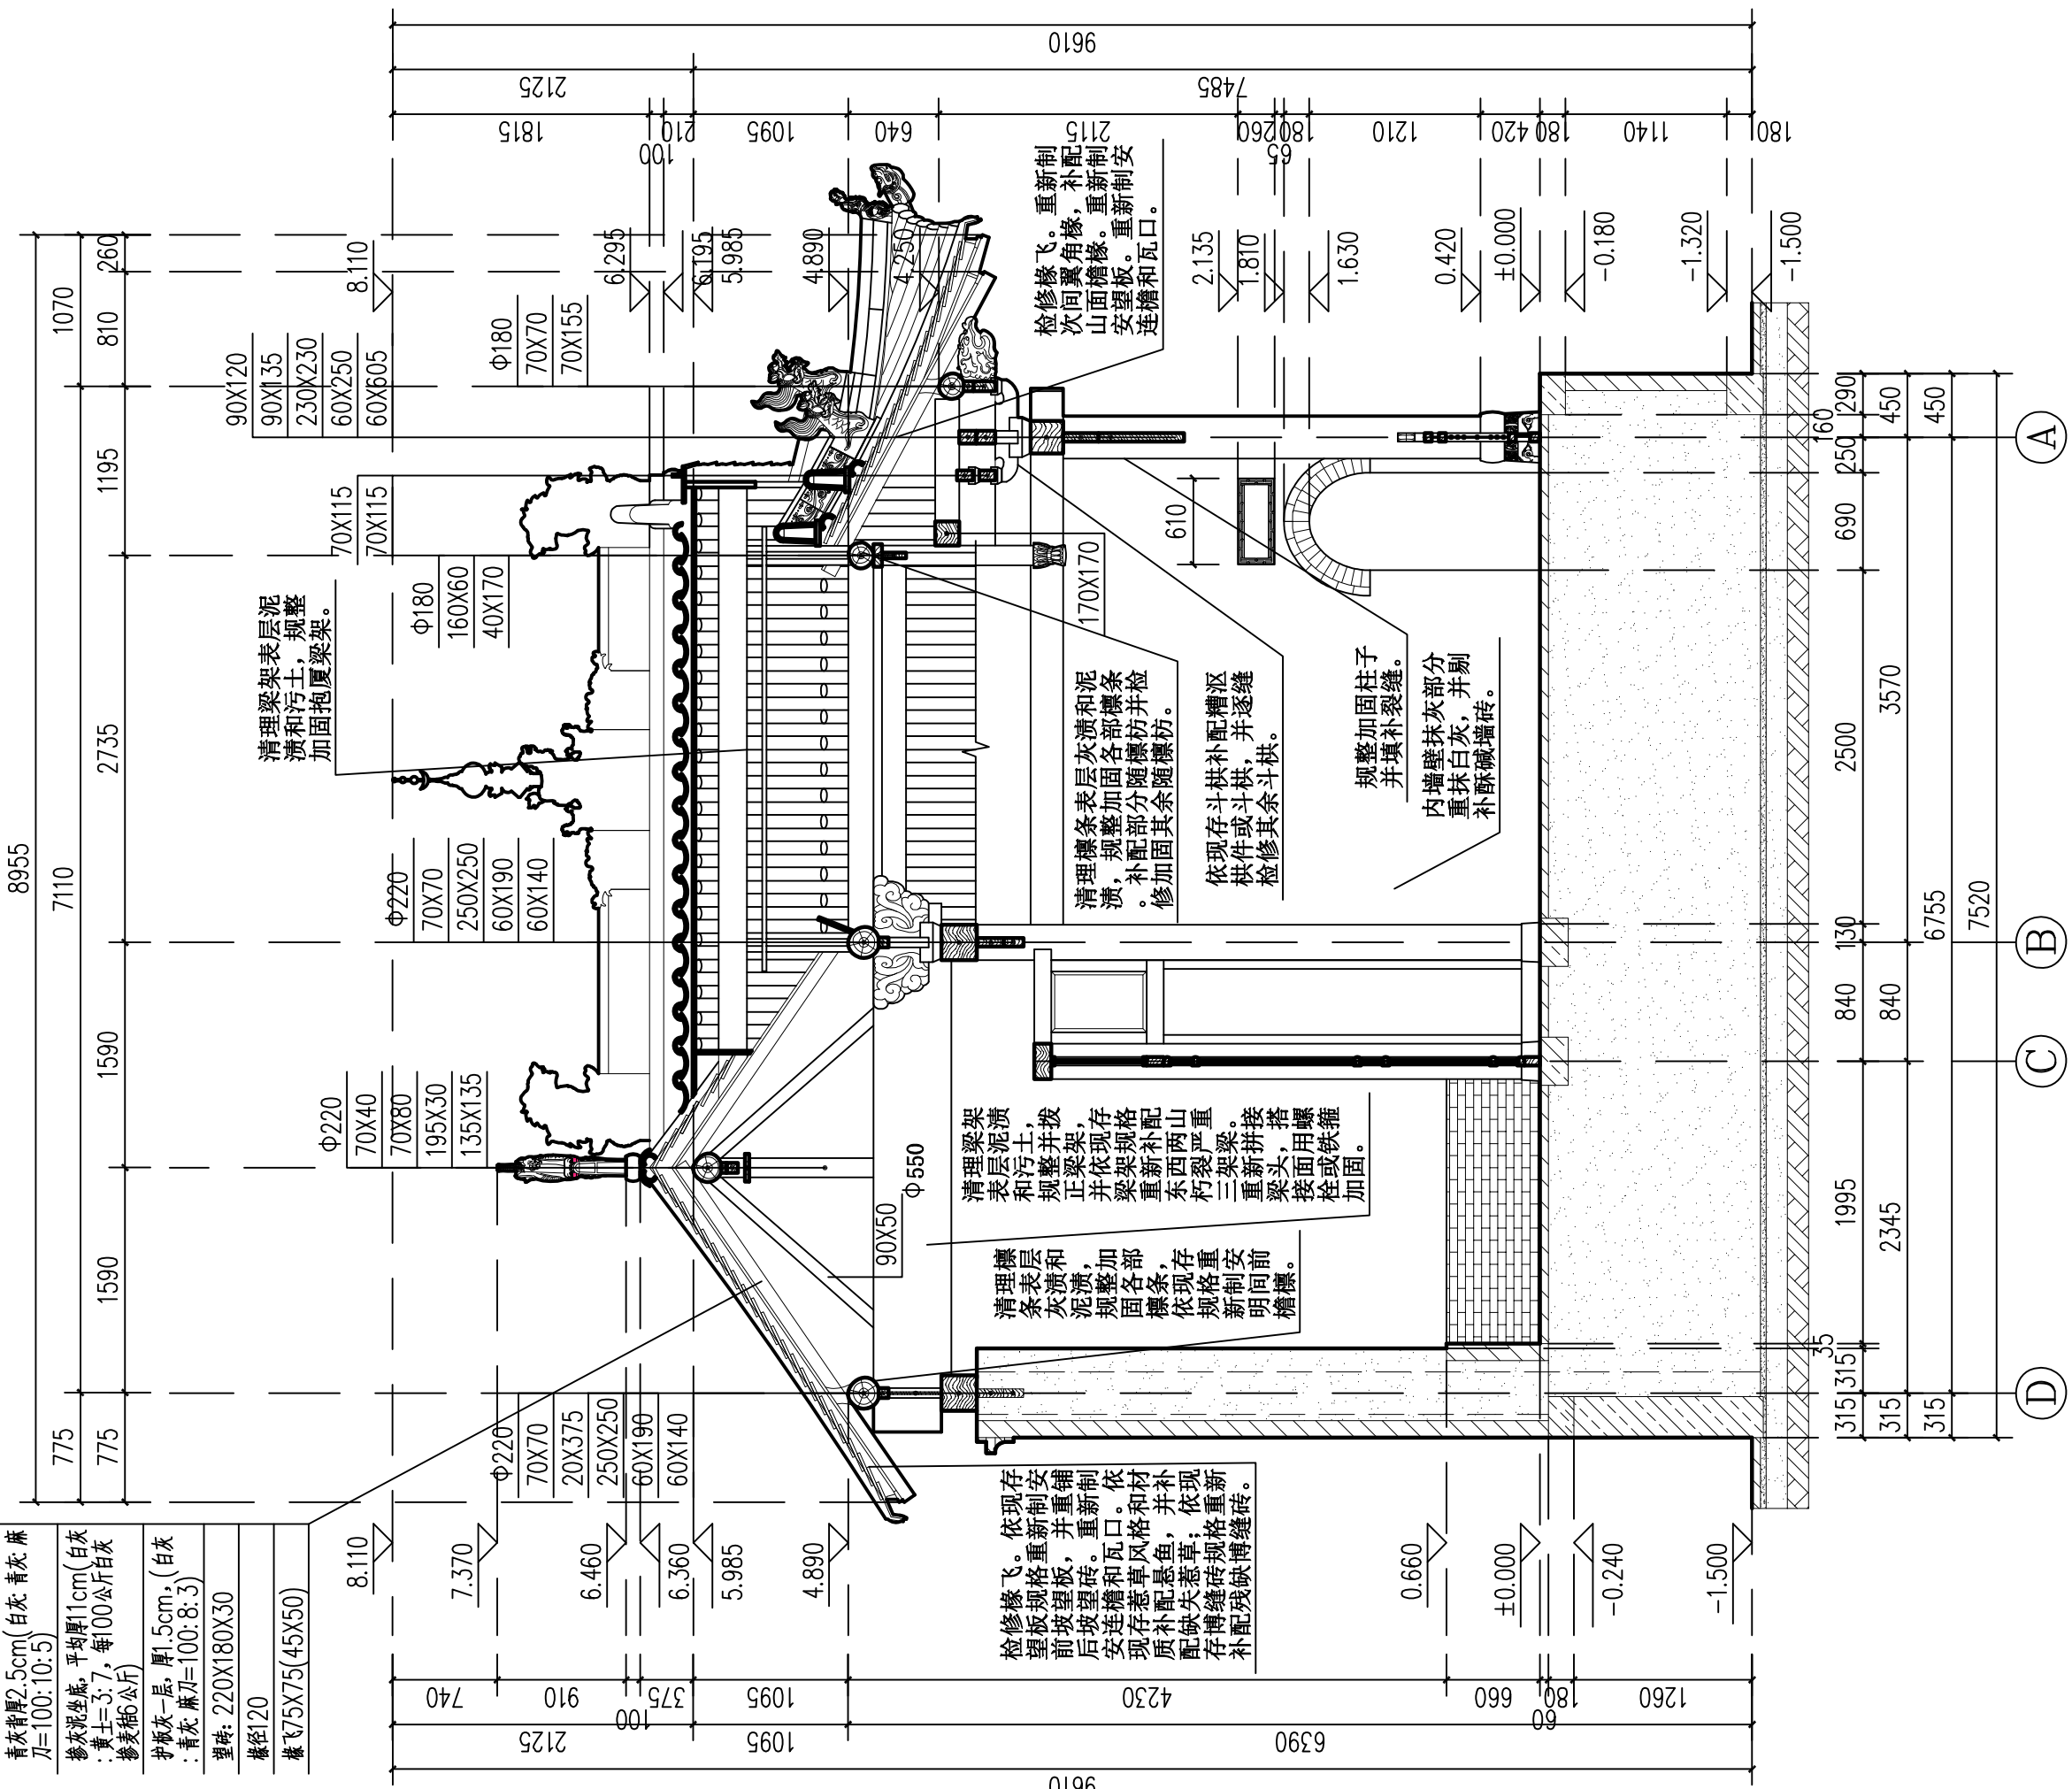 青灰背厚2.5cm(白灰:青灰:麻
刀=100:10:5)
掺灰泥坐底，平均厚11cm(白灰
:黄土=3:7，每100公斤白灰
掺麦秸6公斤)
护板灰一层，厚1.5cm，(白灰
:青灰:麻刀=100:8:3)
望砖：220X180X30
椽径120
椽飞75X75(45X50)
8955
7110
775
1070
775
1590
1590
2735
1195
810
260
Φ220
70X70
20X375
250X250
60X190
60X140
Φ220
70X40
70X80
195X30
135X135
Φ220
70X70
250X250
60X190
60X140
Φ180
160X60
40X170
70X115
70X115
90X120
90X135
230X230
60X250
60X605
Φ180
70X70
70X155
清理梁架表层泥
渍和污土，规整
加固抱厦梁架。
检修椽飞。重新制
次间翼角椽，补配
山面檐椽。重新制
安望板。重新制安
连檐和瓦口。
清理檩条表层灰渍和泥
渍，规整加固各部檩条
。补配部分随檩枋并检
修加固其余随檩枋。
依现存斗栱补配糟沤
栱件或斗栱，并逐缝
检修其余斗栱。
规整加固柱子
并填补裂缝。
内墙壁抹灰部分
重抹白灰，并剔
补酥碱墙砖。
清理梁架
表层泥渍
和污土，
规整并拨
正梁架，
并依现存
梁架规格
重新补配
东西两山
朽裂严重
三架梁。
重新拼接
梁头，搭
接面用螺
栓或铁箍
加固。
清理檩
条表层
灰渍和
泥渍，
规整加
固各部
檩条，
依现存
规格重
新制安
明间前
檐檩。
检修椽飞。依现存
望板规格重新制安
前坡望板，并重铺
后坡望砖。重新制
安连檐和瓦口。依
现存惹草风格和材
质补配悬鱼，并补
配缺失惹草；依现
存博缝砖规格重新
补配残缺博缝砖。
90X50
Φ550
170X170
610
8.110
7.370
6.460
6.360
5.985
4.890
0.660
±0.000
-0.240
-1.500
8.110
6.295
6.195
5.985
4.890
4.250
2.135
1.810
1.630
0.420
±0.000
-0.180
-1.320
-1.500
740
910
100
375
1095
4230
660
60
180
1260
2125
1095
6390
9610
1815
100
210
1095
640
2115
260
65
180
1210
420
180
1140
180
2125
7485
9610
315
315
35
1995
840
130
2500
690
250
160
290
315
2345
840
3570
450
315
6755
450
7520
D
C
B
A